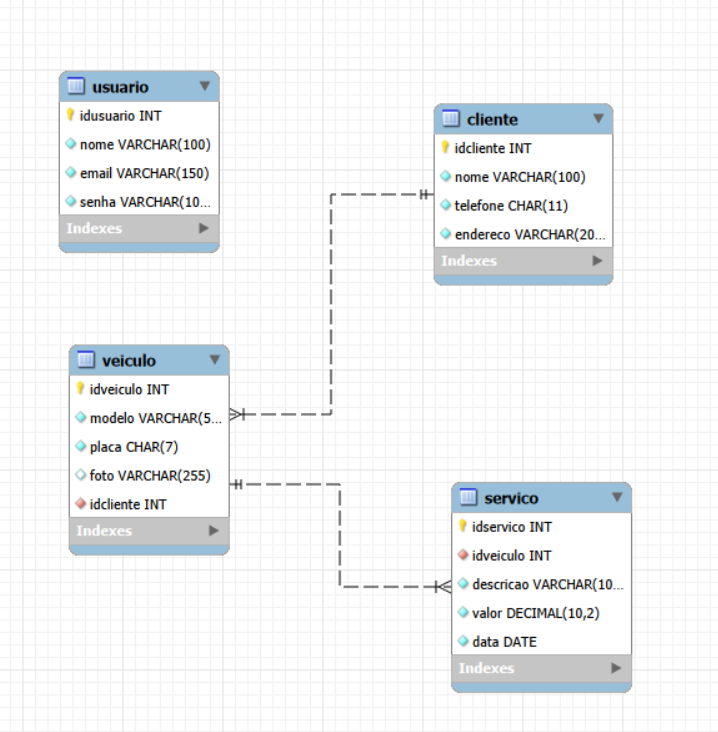 usuario
idusuario INT
nome VARCHAR(100)
email VARCHAR(150)
senha VARCHAR(10...
Indexes
cliente
idcliente INT
nome VARCHAR(100)
telefone CHAR(11)
endereco VARCHAR(20...
Indexes
veiculo
idveiculo INT
modelo VARCHAR(5...
placa CHAR(7)
foto VARCHAR(255)
idcliente INT
Indexes
servico
idservico INT
idveiculo INT
descricao VARCHAR(10...
valor DECIMAL(10,2)
data DATE
Indexes